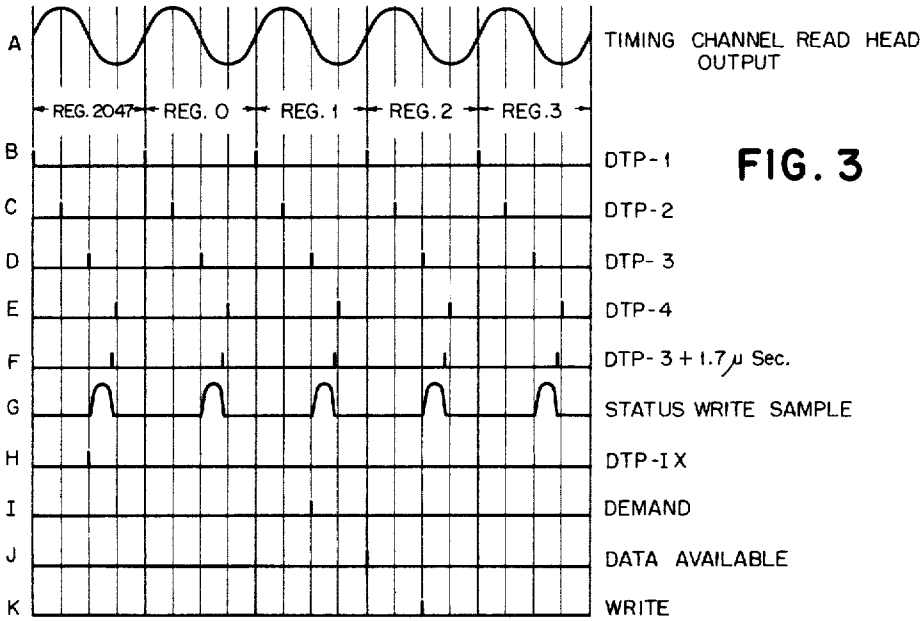 A TIMING CHANNEL READ HEAD
OUTPUT
REG. 2047 REG. 0 REG. 1 REG. 2 REG. 3
B DTP-1
FIG. 3
C DTP-2
D DTP-3
E DTP-4
F DTP-3 + 1.7 μ Sec.
G STATUS WRITE SAMPLE
H DTP-IX
I DEMAND
J DATA AVAILABLE
K WRITE